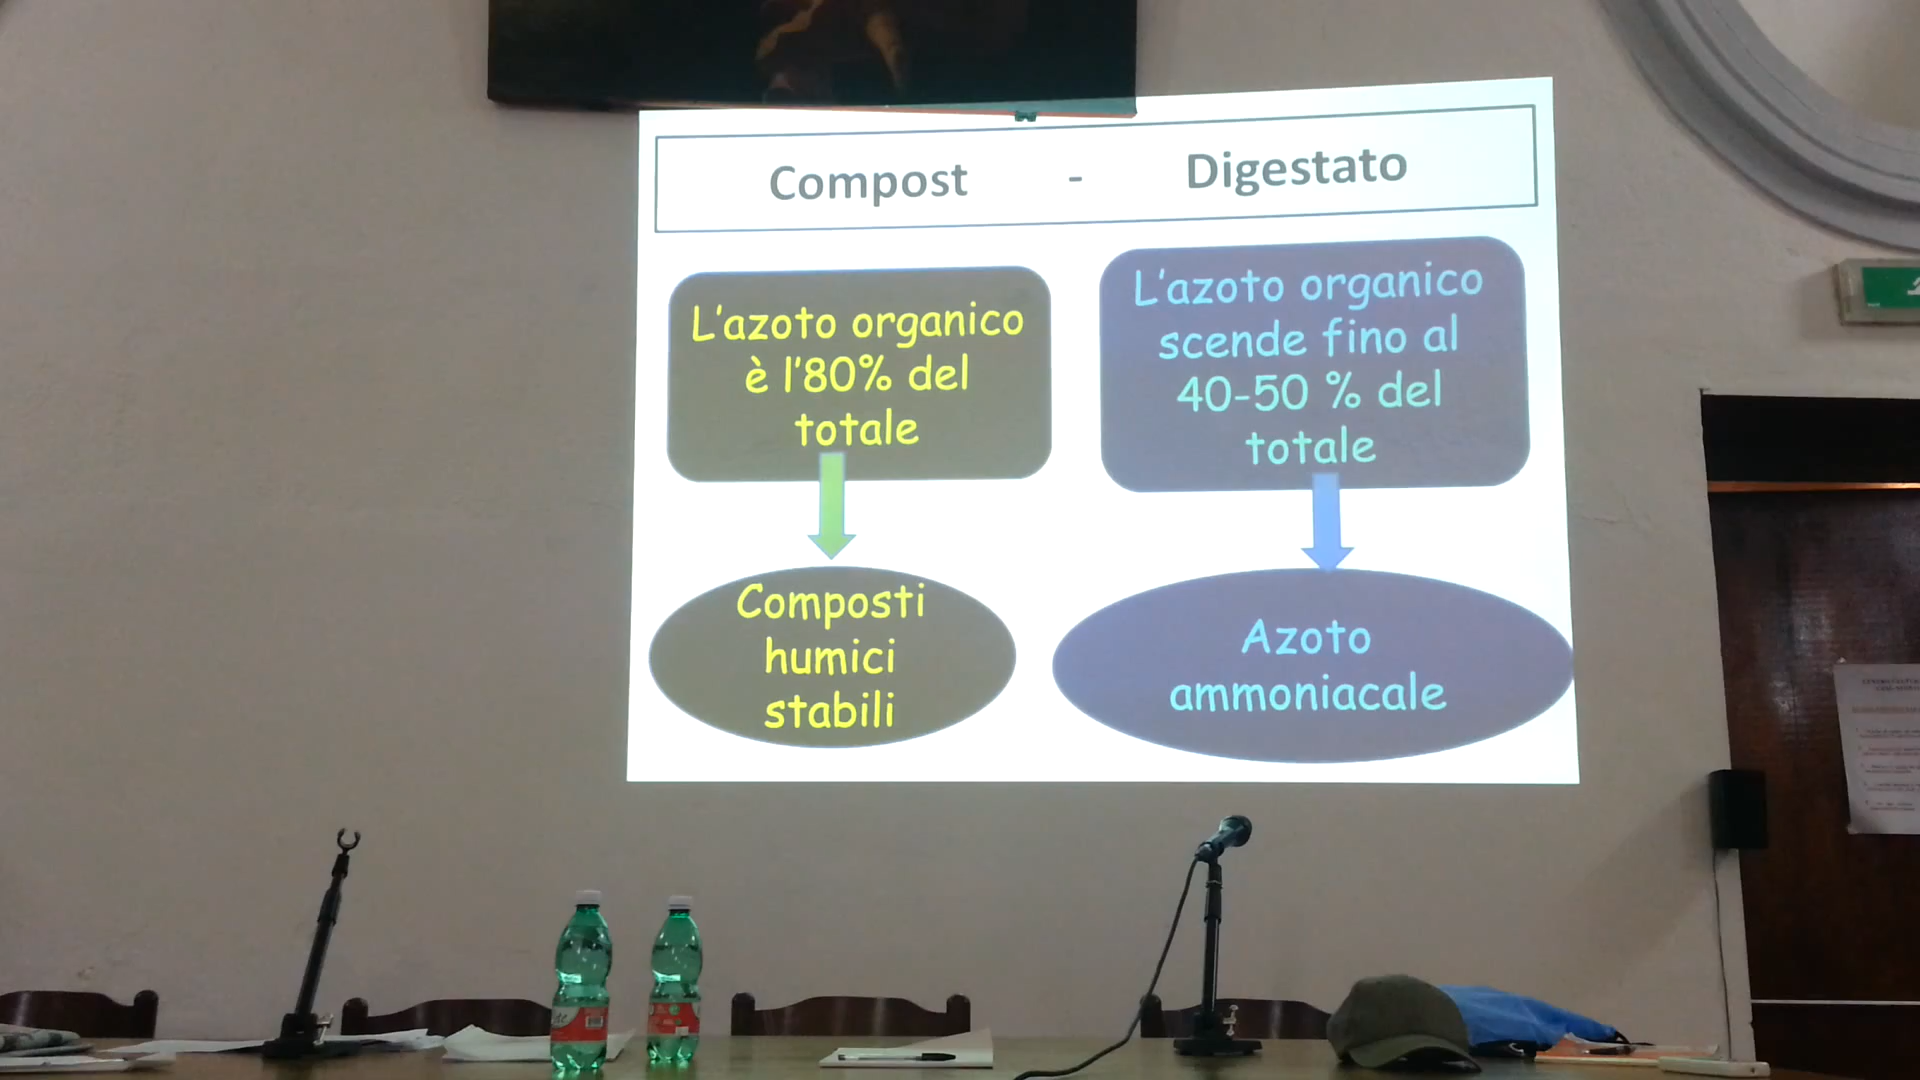 Compost - Digestato
L'azoto organico
è l'80% del
totale
L'azoto organico
scende fino al
40-50 % del
totale
Composti
humici
stabili
Azoto
ammoniacale